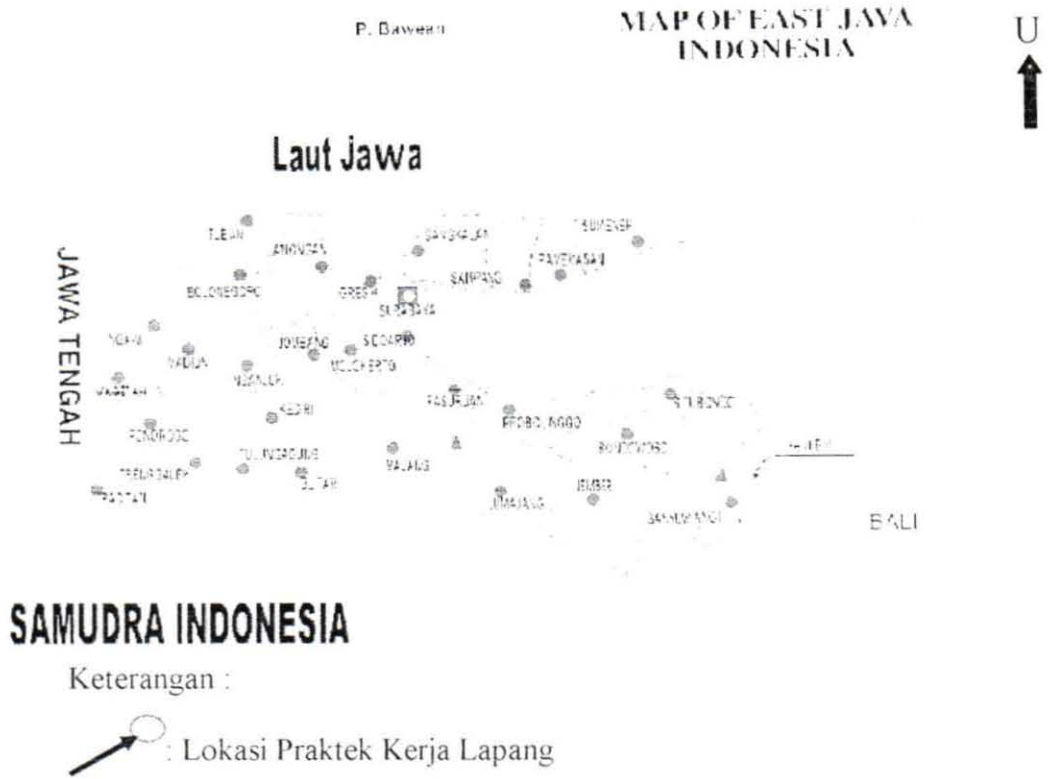 P. Bawean
MAP OF EAST JAVA
INDONESIA
U
Laut Jawa
JAWA TENGAH
TUBAN
LAMONGAN
BANGKALAN
SUMENEP
PAMEKASAN
SAMPANG
BOJONEGORO
GRESIK
SURABAYA
NGAWI
MADIUN
JOMBANG
SIDOARJO
MOJOKERTO
NGANJUK
MAGETAN
KEDIRI
PASURUAN
PROBOLINGGO
SITUBONDO
PONOROGO
BONDOWOSO
TULUNGAGUNG
TRENGGALEK
MALANG
BLITAR
PACITAN
LUMAJANG
JEMBER
BANYUWANGI
BALI
SAMUDRA INDONESIA
Keterangan :
: Lokasi Praktek Kerja Lapang